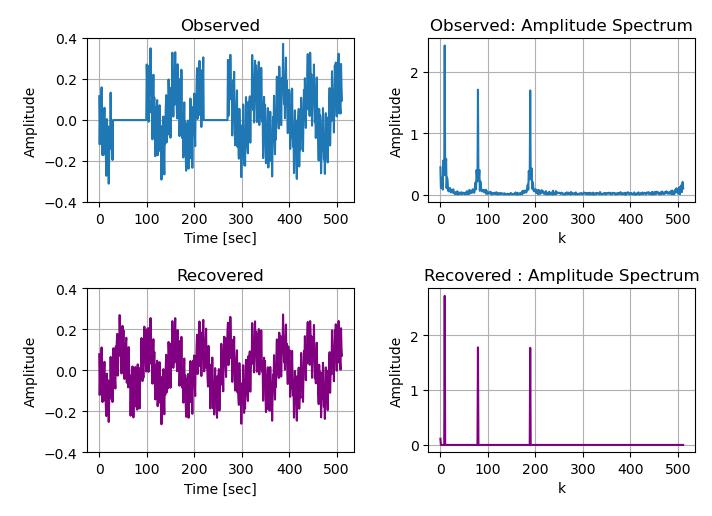 Observed
Amplitude
0.4
0.2
0.0
−0.2
−0.4
0 100 200 300 400 500
Time [sec]
Observed: Amplitude Spectrum
Amplitude
2
1
0
0 100 200 300 400 500
k
Recovered
Amplitude
0.4
0.2
0.0
−0.2
−0.4
0 100 200 300 400 500
Time [sec]
Recovered : Amplitude Spectrum
Amplitude
2
1
0
0 100 200 300 400 500
k